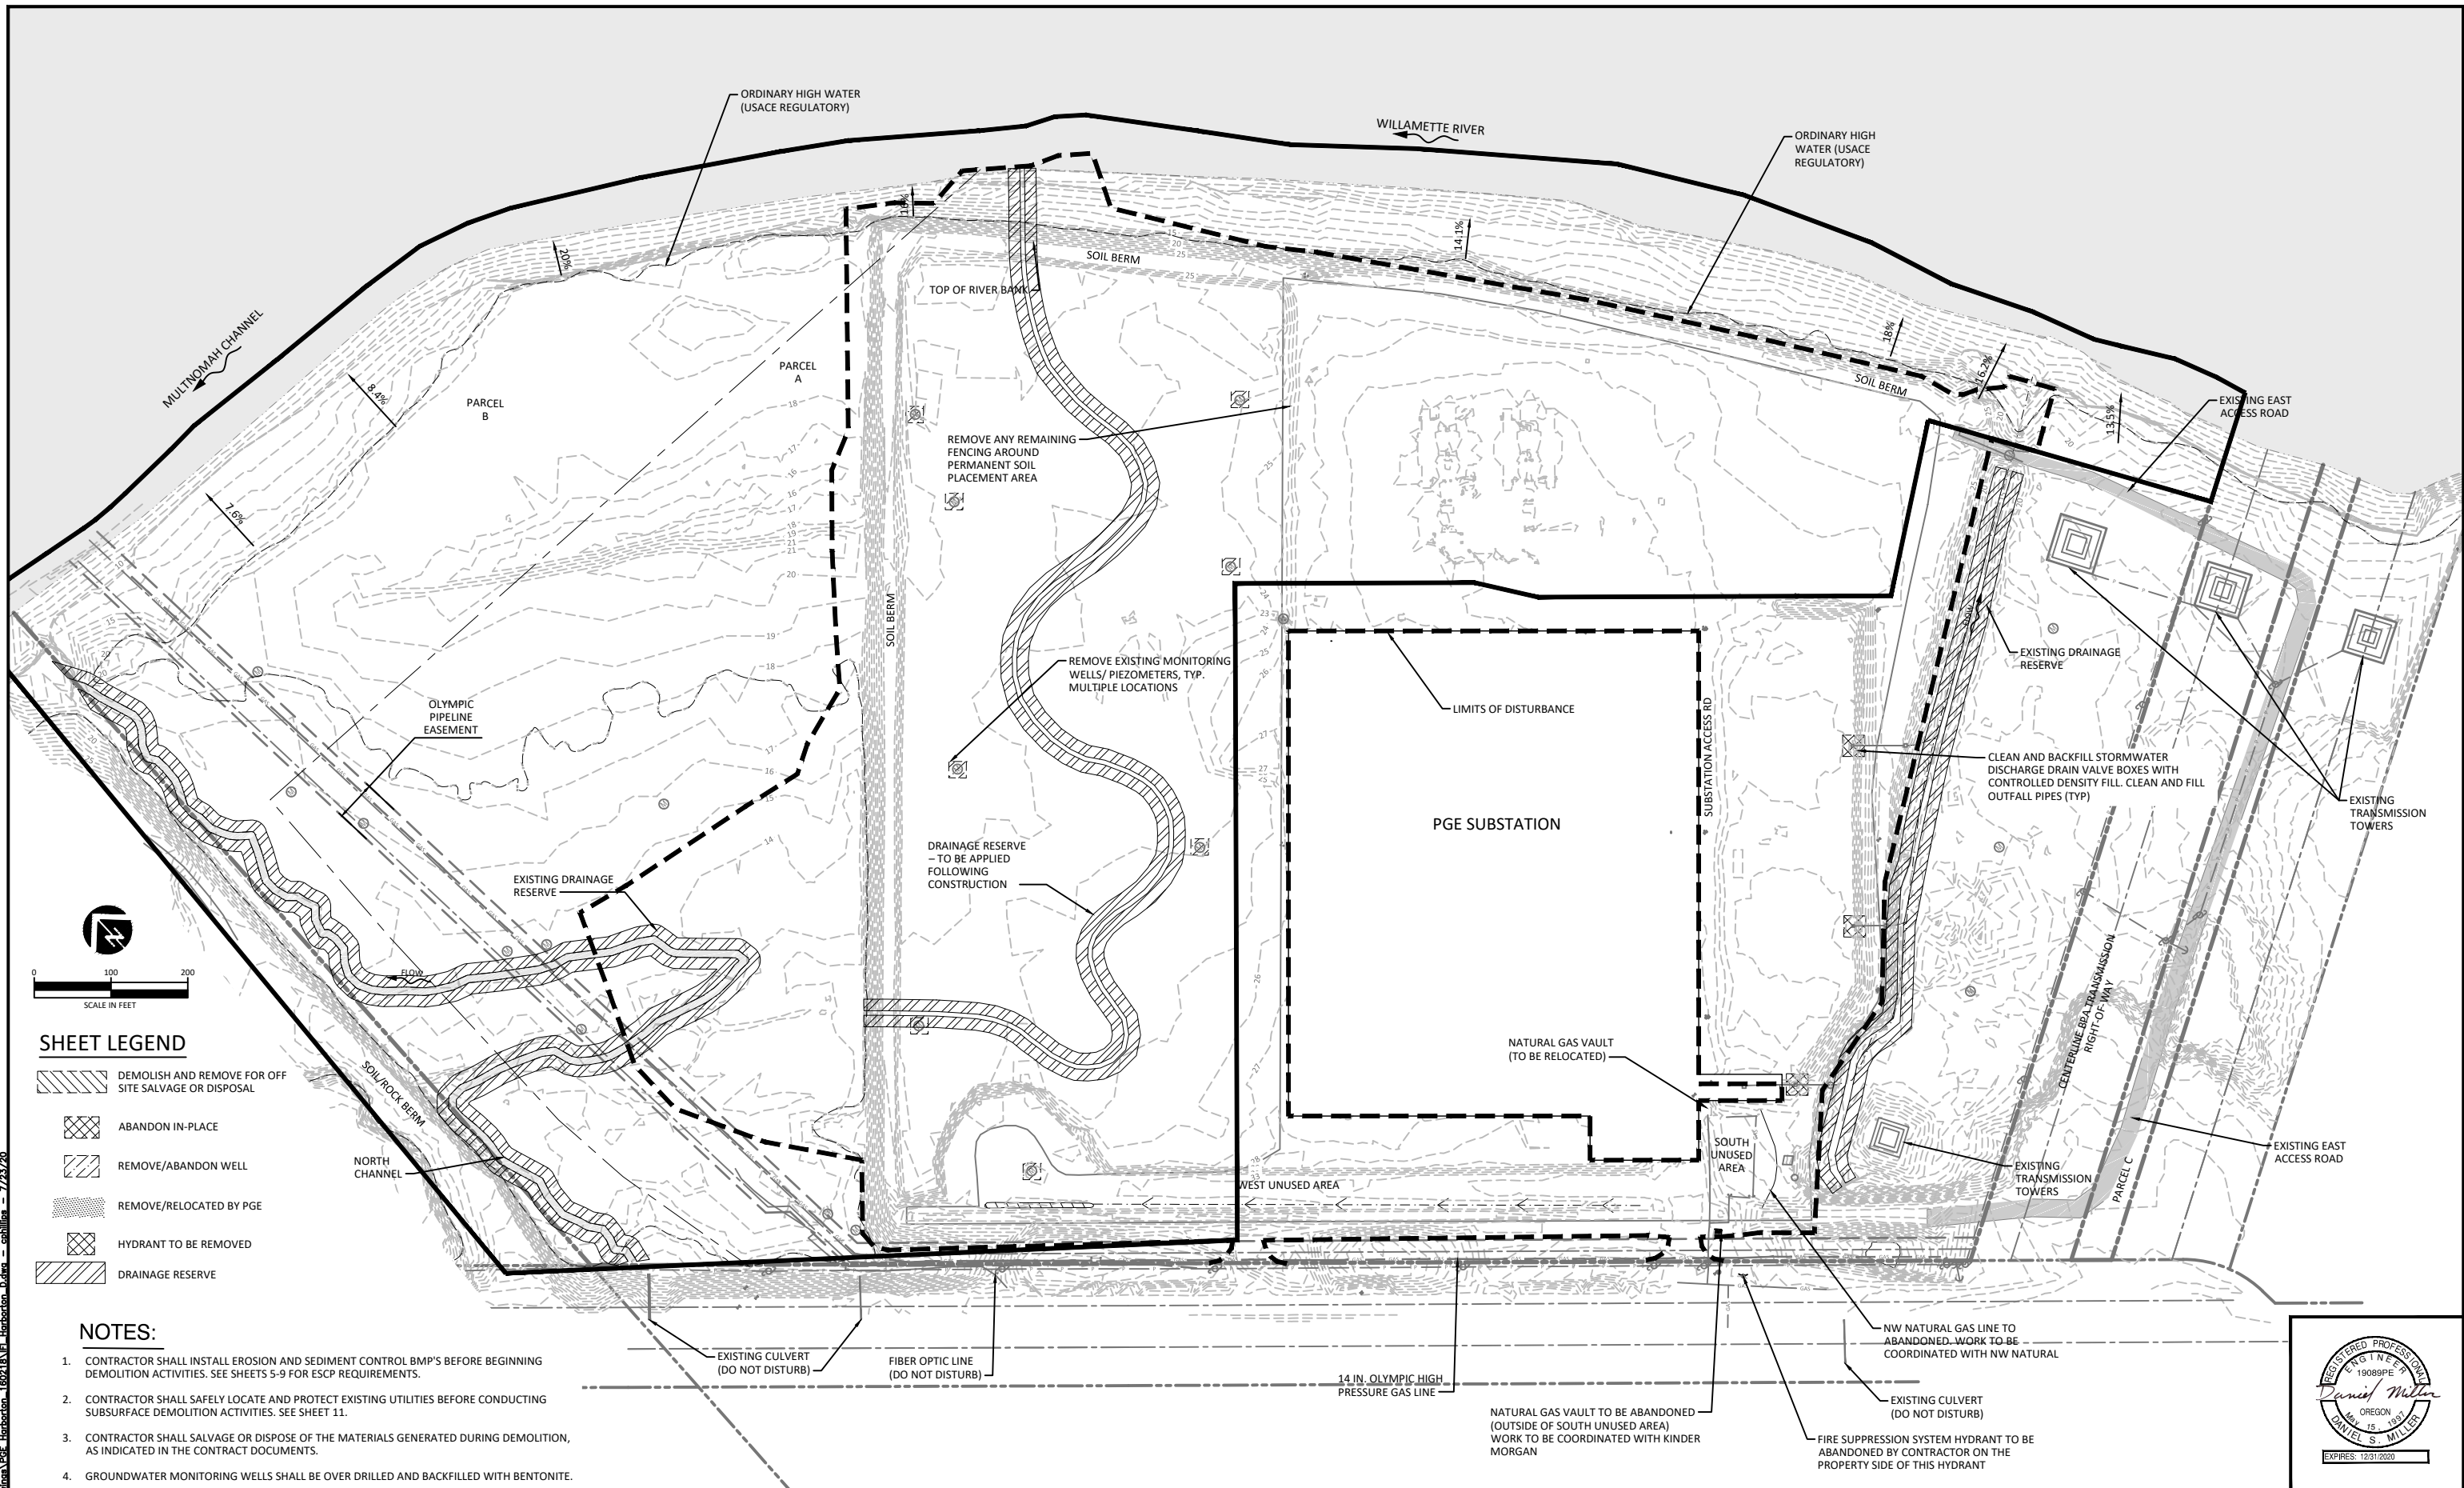 ORDINARY HIGH WATER
(USACE REGULATORY)
WILLAMETTE RIVER
ORDINARY HIGH
WATER (USACE
REGULATORY)
MULTNOMAH CHANNEL
20%
8.4%
7.6%
16%
14.1%
18%
16.2%
13.5%
PARCEL
B
PARCEL
A
SOIL BERM
TOP OF RIVER BANK
SOIL BERM
EXISTING EAST
ACCESS ROAD
REMOVE ANY REMAINING
FENCING AROUND
PERMANENT SOIL
PLACEMENT AREA
SOIL BERM
REMOVE EXISTING MONITORING
WELLS/ PIEZOMETERS, TYP.
MULTIPLE LOCATIONS
LIMITS OF DISTURBANCE
EXISTING DRAINAGE
RESERVE
OLYMPIC
PIPELINE
EASEMENT
SUBSTATION ACCESS RD
CLEAN AND BACKFILL STORMWATER
DISCHARGE DRAIN VALVE BOXES WITH
CONTROLLED DENSITY FILL. CLEAN AND FILL
OUTFALL PIPES (TYP)
EXISTING
TRANSMISSION
TOWERS
PGE SUBSTATION
DRAINAGE RESERVE
– TO BE APPLIED
FOLLOWING
CONSTRUCTION
EXISTING DRAINAGE
RESERVE
FLOW
CENTERLINE BPA TRANSMISSION
RIGHT-OF-WAY
NATURAL GAS VAULT
(TO BE RELOCATED)
SOIL/ROCK BERM
NORTH
CHANNEL
SOUTH
UNUSED
AREA
WEST UNUSED AREA
EXISTING
TRANSMISSION
TOWERS
PARCEL C
EXISTING EAST
ACCESS ROAD
0 100 200
SCALE IN FEET
SHEET LEGEND
DEMOLISH AND REMOVE FOR OFF
SITE SALVAGE OR DISPOSAL
ABANDON IN-PLACE
REMOVE/ABANDON WELL
REMOVE/RELOCATED BY PGE
HYDRANT TO BE REMOVED
DRAINAGE RESERVE
NOTES:
1. CONTRACTOR SHALL INSTALL EROSION AND SEDIMENT CONTROL BMP'S BEFORE BEGINNING
DEMOLITION ACTIVITIES. SEE SHEETS 5-9 FOR ESCP REQUIREMENTS.
2. CONTRACTOR SHALL SAFELY LOCATE AND PROTECT EXISTING UTILITIES BEFORE CONDUCTING
SUBSURFACE DEMOLITION ACTIVITIES. SEE SHEET 11.
3. CONTRACTOR SHALL SALVAGE OR DISPOSE OF THE MATERIALS GENERATED DURING DEMOLITION,
AS INDICATED IN THE CONTRACT DOCUMENTS.
4. GROUNDWATER MONITORING WELLS SHALL BE OVER DRILLED AND BACKFILLED WITH BENTONITE.
EXISTING CULVERT
(DO NOT DISTURB)
FIBER OPTIC LINE
(DO NOT DISTURB)
14 IN. OLYMPIC HIGH
PRESSURE GAS LINE
NATURAL GAS VAULT TO BE ABANDONED
(OUTSIDE OF SOUTH UNUSED AREA)
WORK TO BE COORDINATED WITH KINDER
MORGAN
NW NATURAL GAS LINE TO
ABANDONED. WORK TO BE
COORDINATED WITH NW NATURAL
EXISTING CULVERT
(DO NOT DISTURB)
FIRE SUPPRESSION SYSTEM HYDRANT TO BE
ABANDONED BY CONTRACTOR ON THE
PROPERTY SIDE OF THIS HYDRANT
REGISTERED PROFESSIONAL
ENGINEER
19089PE
Daniel Miller
OREGON
May 15, 1997
DANIEL S. MILLER
EXPIRES: 12/31/2020